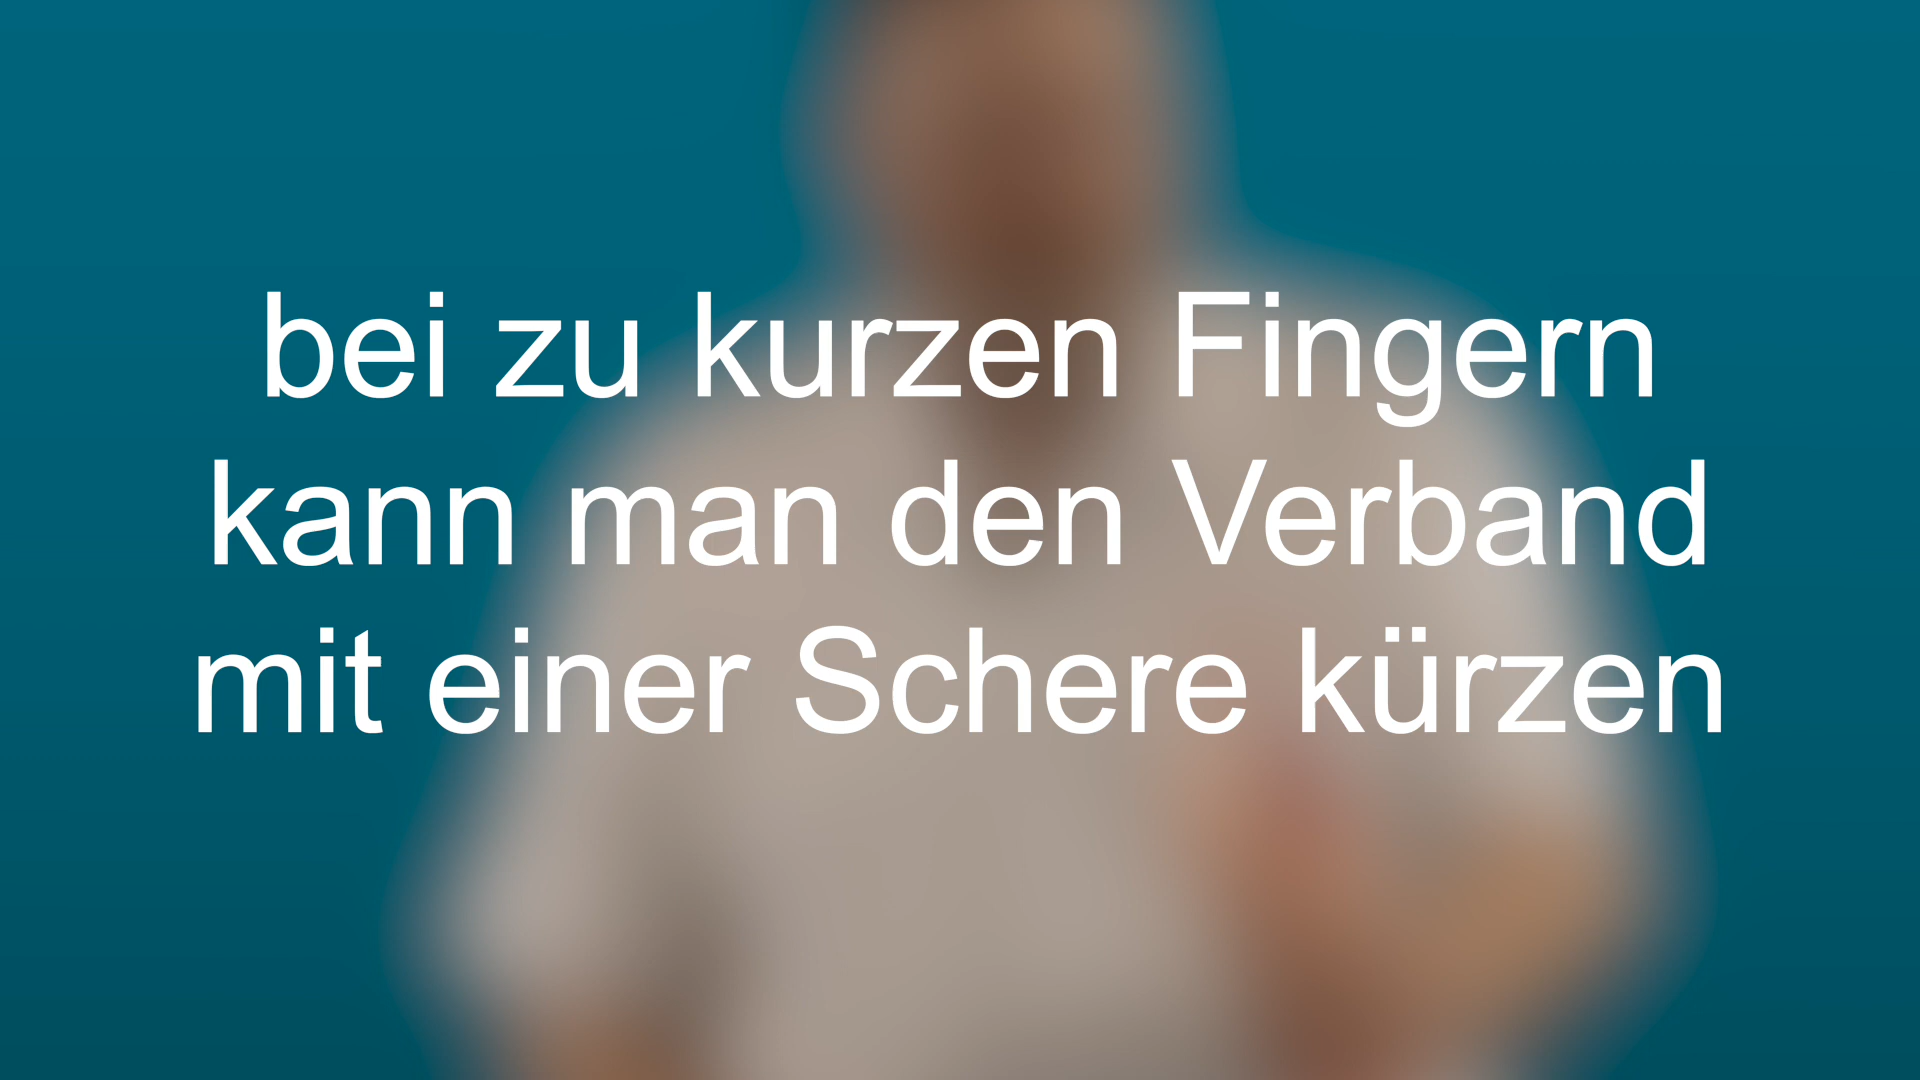 bei zu kurzen Fingern
kann man den Verband
mit einer Schere kürzen